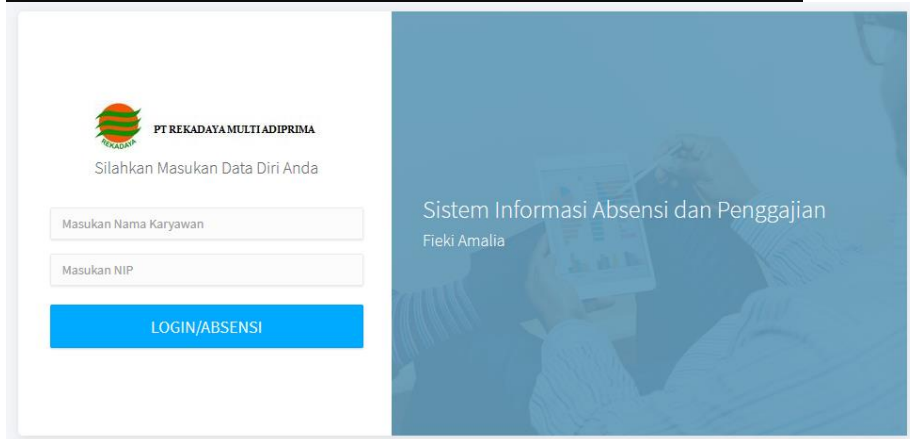 REKADAYA
PT REKADAYA MULTI ADIPRIMA
Silahkan Masukan Data Diri Anda
Masukan Nama Karyawan
Masukan NIP
LOGIN/ABSENSI
Sistem Informasi Absensi dan Penggajian
Fieki Amalia